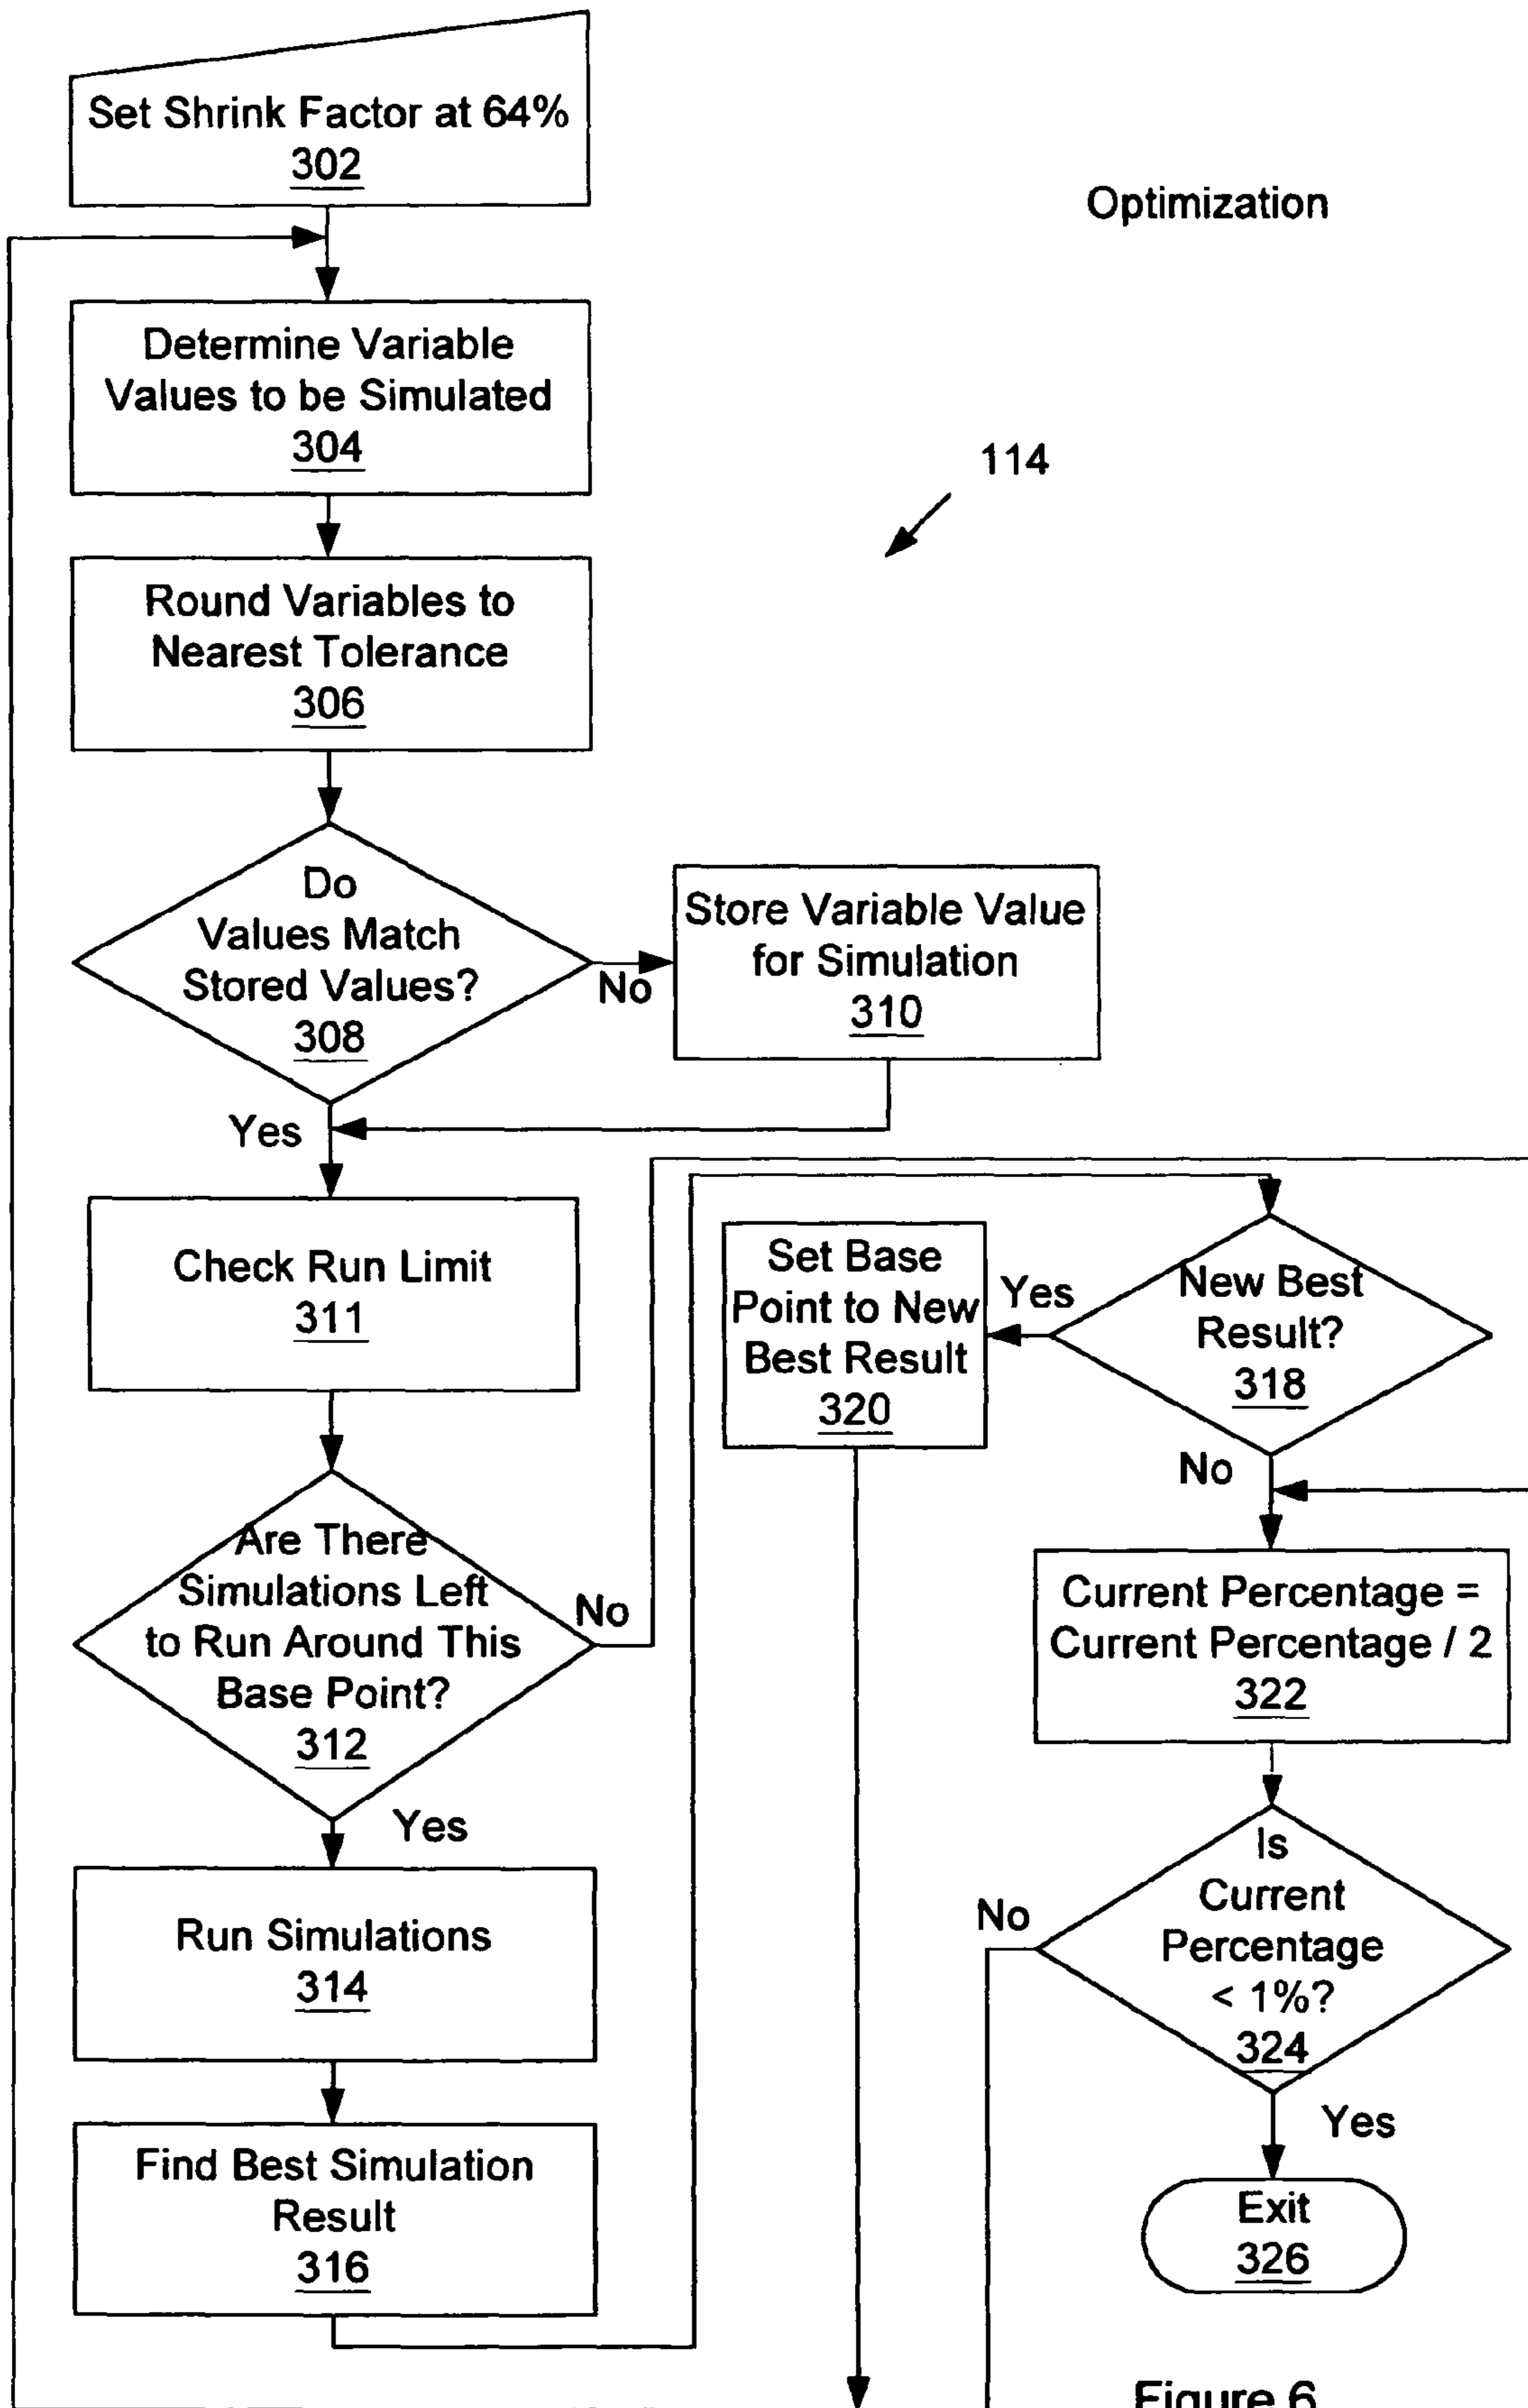 Set Shrink Factor at 64%
302
Optimization
Determine Variable
Values to be Simulated
304
114
Round Variables to
Nearest Tolerance
306
Do
Values Match
Stored Values?
308
No
Store Variable Value
for Simulation
310
Yes
Check Run Limit
311
Set Base
Point to New
Best Result
320
Yes
New Best
Result?
318
No
Are There
Simulations Left
to Run Around This
Base Point?
312
No
Yes
Current Percentage =
Current Percentage / 2
322
Run Simulations
314
No
Is
Current
Percentage
< 1%?
324
Yes
Find Best Simulation
Result
316
Exit
326
Figure 6